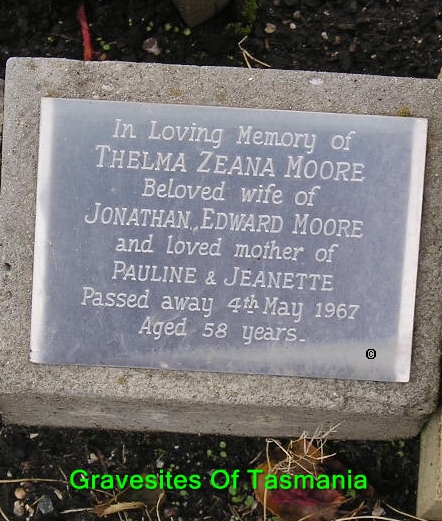 In Loving Memory of
THELMA ZEANA MOORE
Beloved wife of
JONATHAN EDWARD MOORE
and loved mother of
PAULINE & JEANETTE
Passed away 4th May 1967
Aged 58 years.
©
Gravesites Of Tasmania